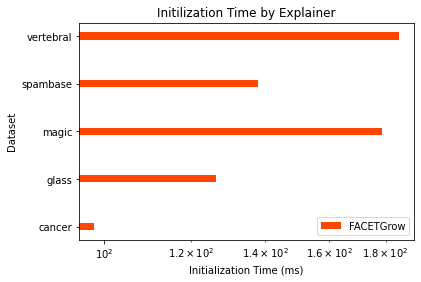 Initilization Time by Explainer
vertebral
spambase
magic
glass
cancer
Dataset
FACETGrow
10² 1.2 × 10² 1.4 × 10² 1.6 × 10² 1.8 × 10²
Initialization Time (ms)